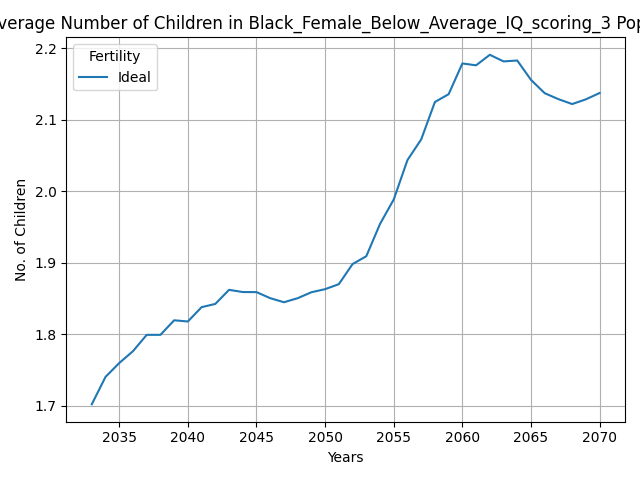 verage Number of Children in Black_Female_Below_Average_IQ_scoring_3 Pop
Fertility
Ideal
No. of Children
2.2
2.1
2.0
1.9
1.8
1.7
2035 2040 2045 2050 2055 2060 2065 2070
Years